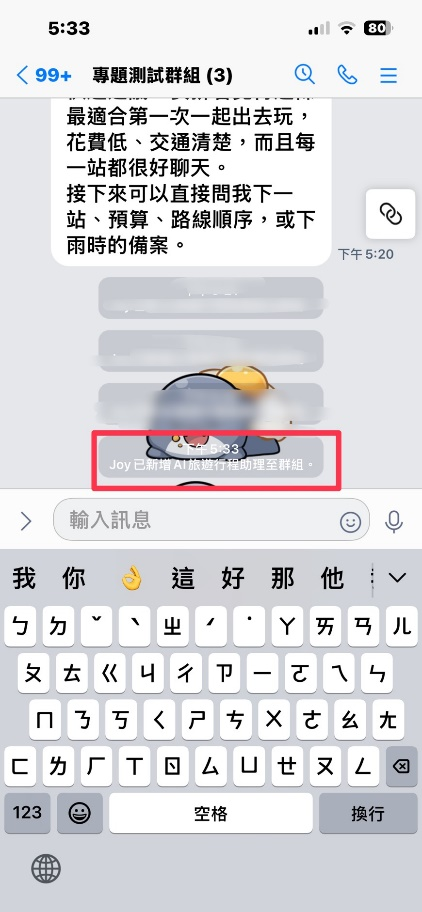 5:33
80
99+
專題測試群組 (3)
最適合第一次一起出去玩，
花費低、交通清楚，而且每
一站都很好聊天。
接下來可以直接問我下一
站、預算、路線順序，或下
雨時的備案。
下午 5:20
下午 5:33
Joy 已新增 AI 旅遊行程助理至群組。
輸入訊息
我 你 👌 這 好 那 他
ㄅ ㄉ ˇ ˋ ㄓ ˊ ˙ ㄚ ㄞ ㄢ ㄦ
ㄆ ㄊ ㄍ ㄐ ㄔ ㄗ ㄧ ㄛ ㄟ ㄣ
ㄇ ㄋ ㄎ ㄑ ㄕ ㄘ ㄨ ㄜ ㄠ ㄤ
ㄈ ㄌ ㄏ ㄒ ㄖ ㄙ ㄩ ㄝ ㄡ ㄥ
123 空格 換行